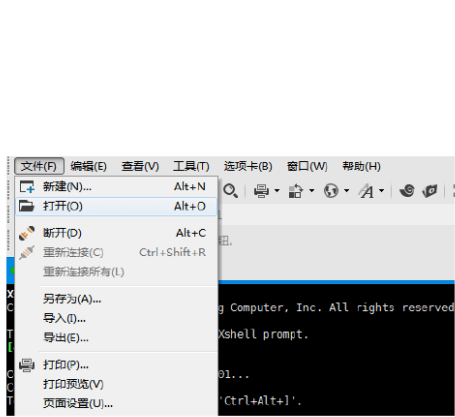 文件(F) 编辑(E) 查看(V) 工具(T) 选项卡(B) 窗口(W) 帮助(H)
新建(N)... Alt+N
打开(O) Alt+O
断开(D) Alt+C
钮.
重新连接(C) Ctrl+Shift+R
重新连接所有(L)
另存为(A)...
X
C g Computer, Inc. All rights reserved
导入(I)...
T Xshell prompt.
导出(E)...
[
打印(P)...
C 01...
打印预览(V)
C
页面设置(U)...
T 'Ctrl+Alt+]'.